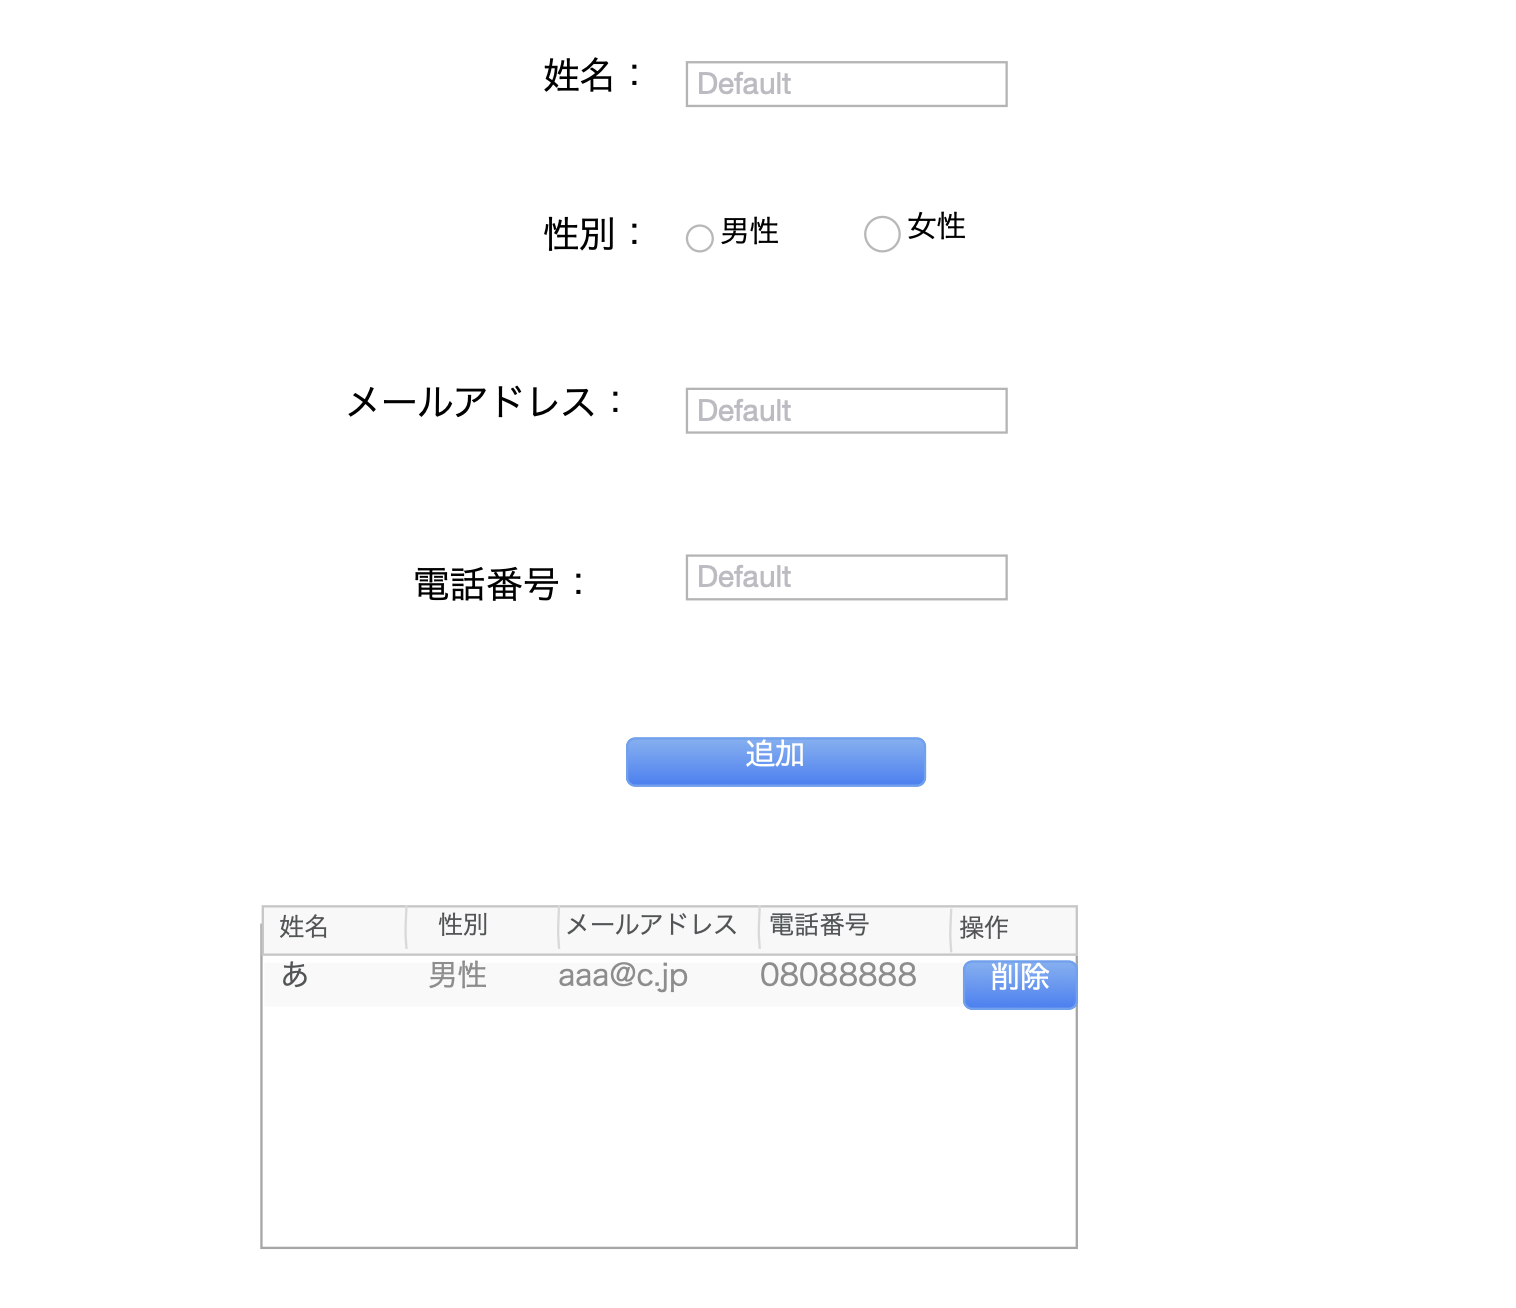 姓名： Default
性別： 男性 女性
メールアドレス： Default
電話番号： Default
追加
姓名 性別 メールアドレス 電話番号 操作
あ 男性 aaa@c.jp 08088888 削除